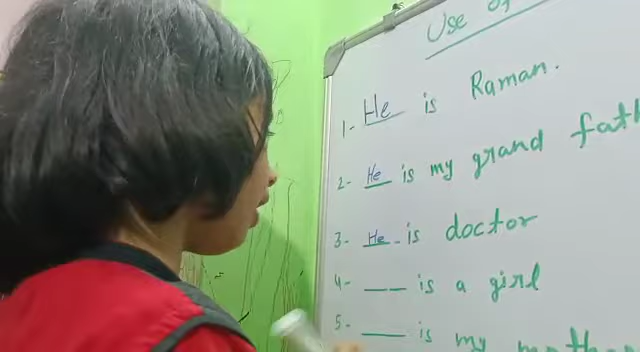 Use of
1- He is Raman.
2- He is my grand fath
3- He is doctor
4- ___ is a girl
5- ___ is my moth